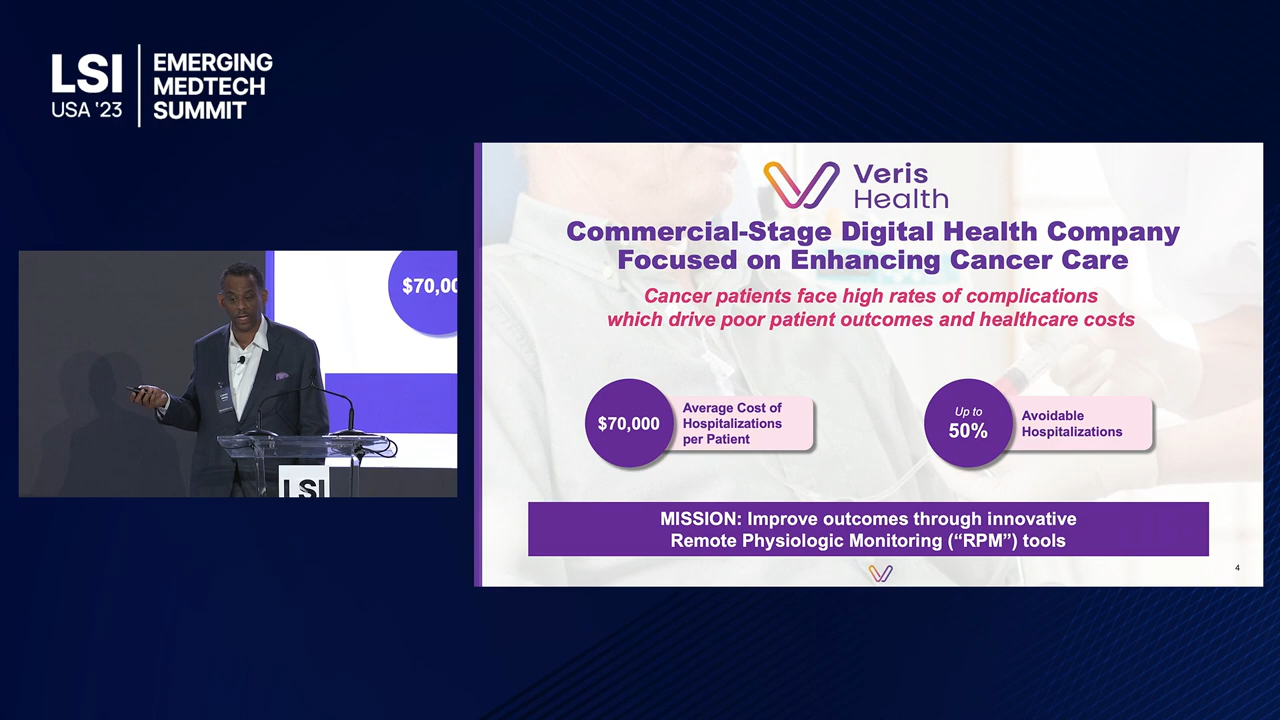 LSI
USA '23
EMERGING
MEDTECH
SUMMIT
$70,00
LSI
Veris
Health
Commercial-Stage Digital Health Company
Focused on Enhancing Cancer Care
Cancer patients face high rates of complications
which drive poor patient outcomes and healthcare costs
$70,000
Average Cost of
Hospitalizations
per Patient
Up to
50%
Avoidable
Hospitalizations
MISSION: Improve outcomes through innovative
Remote Physiologic Monitoring (“RPM”) tools
4